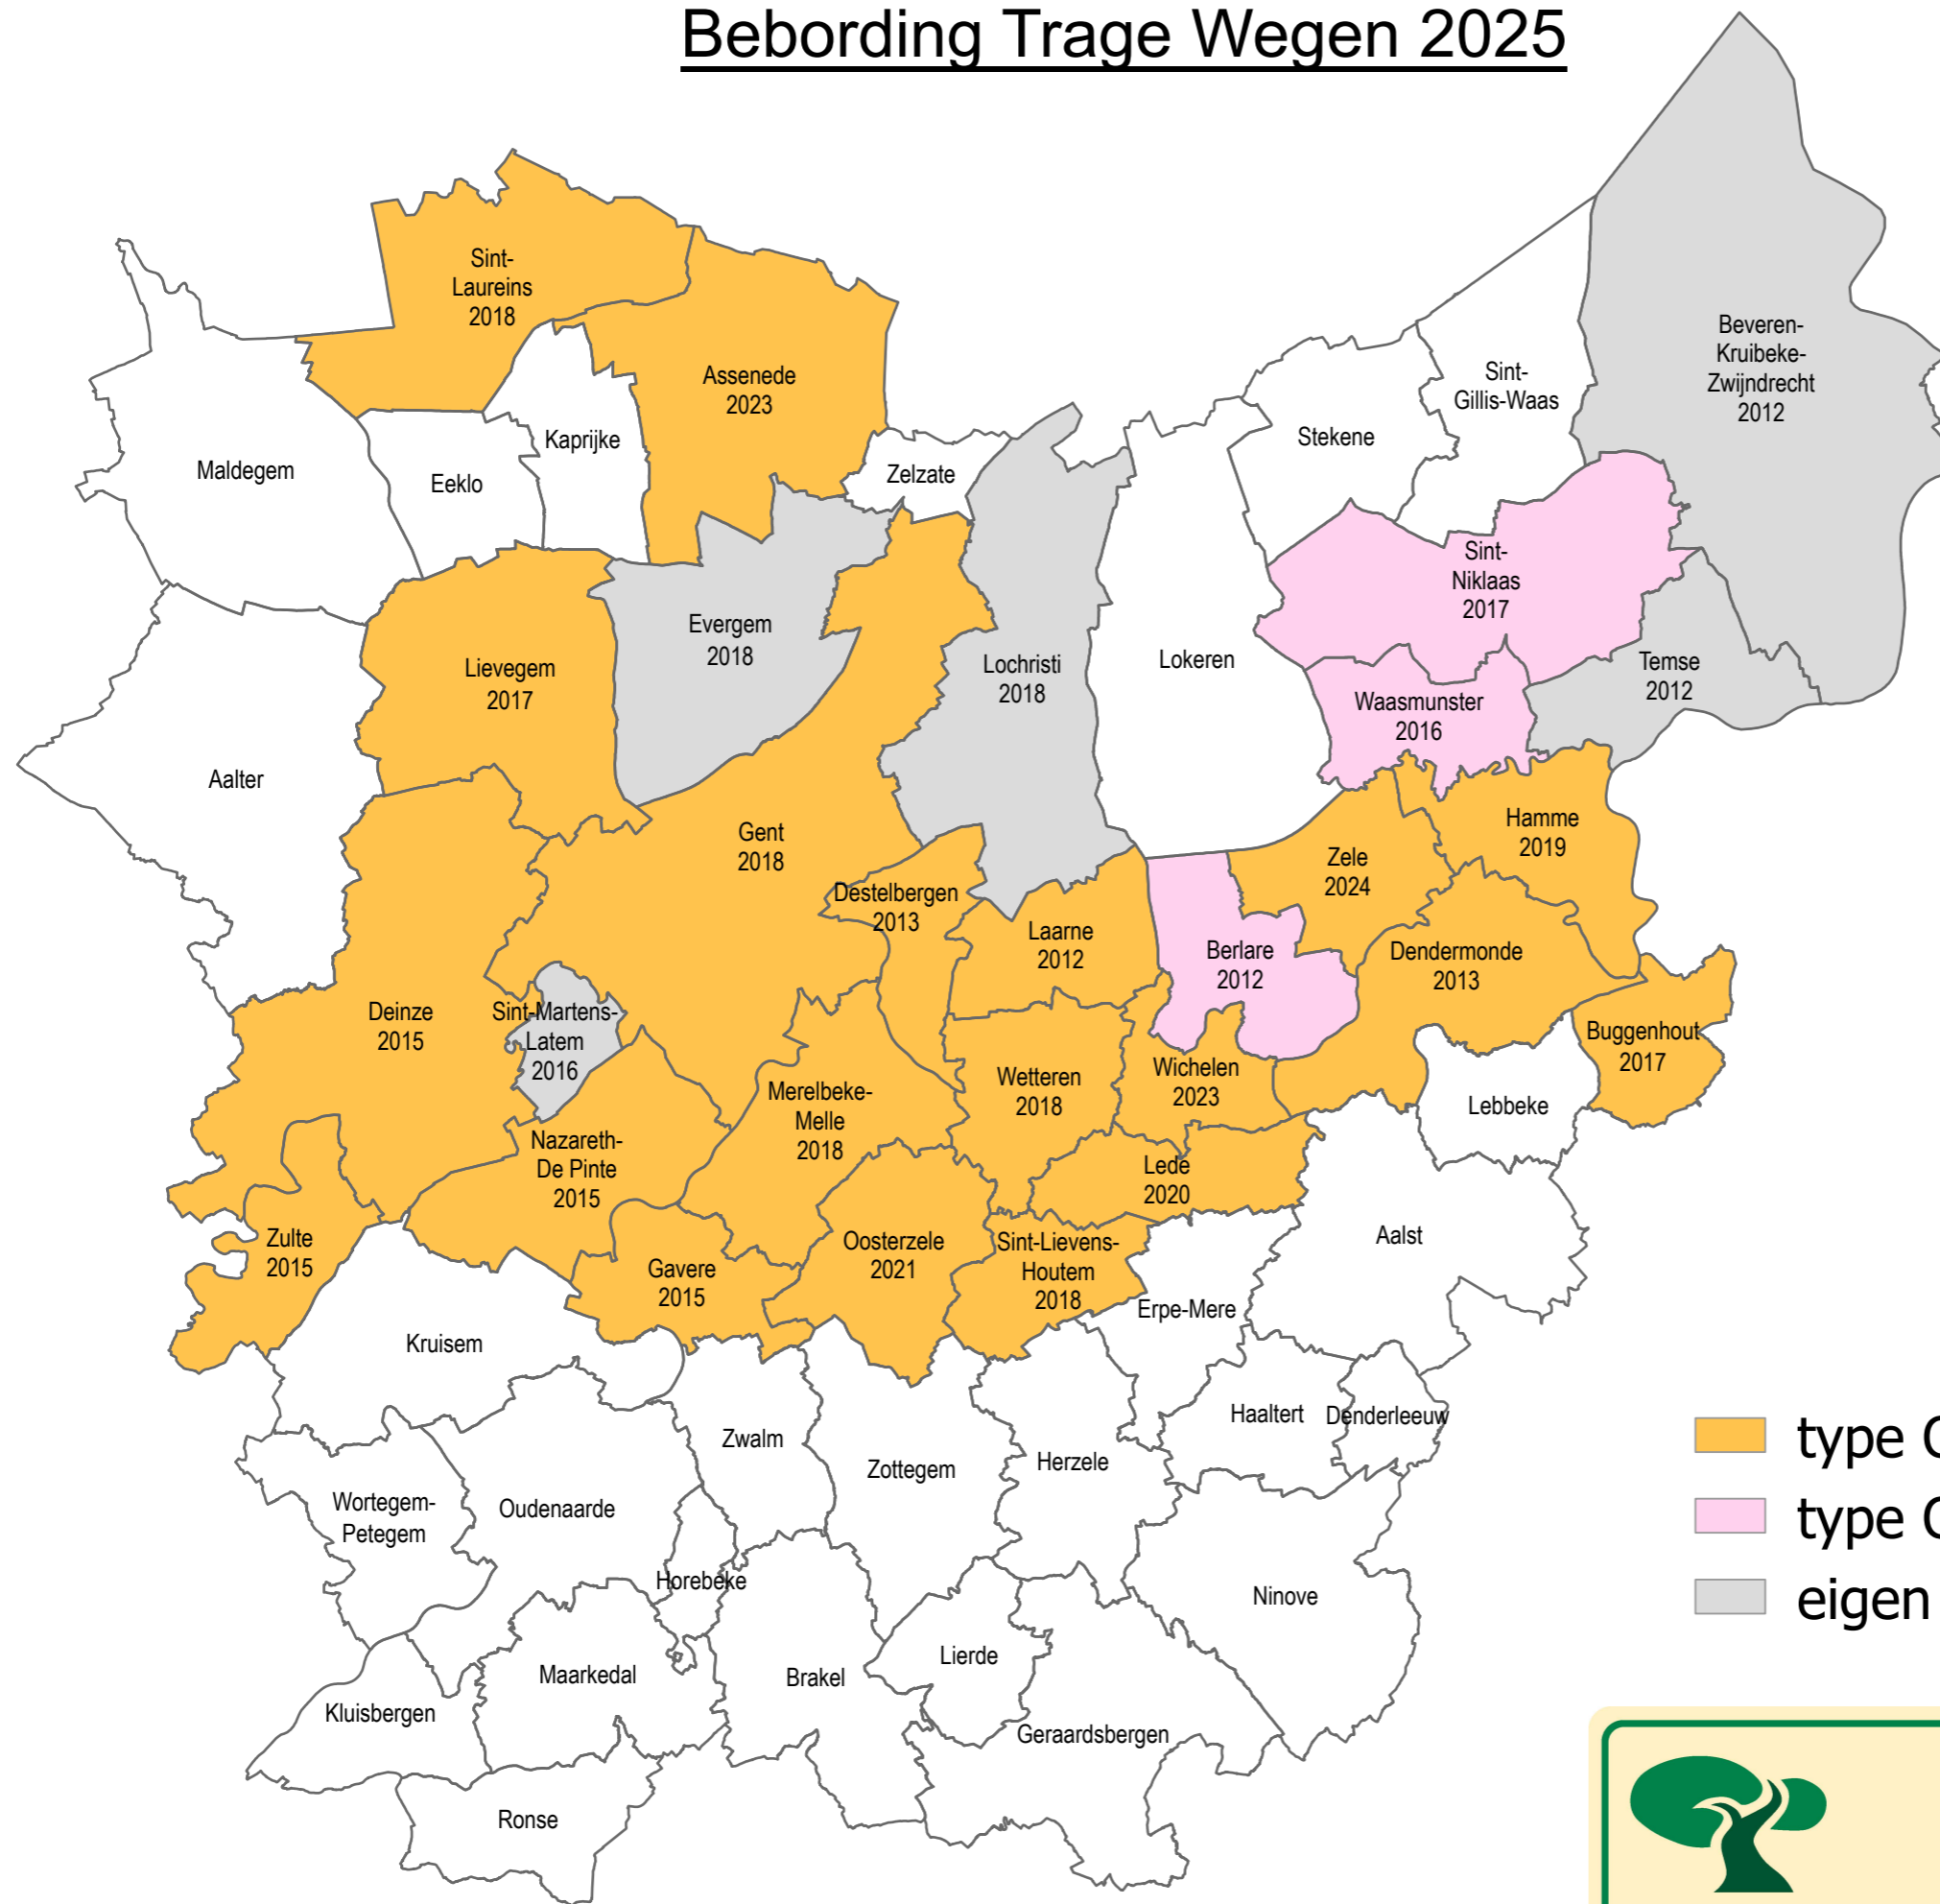 Bebording Trage Wegen 2025
Sint-
Laureins
2018
Assenede
2023
Beveren-
Kruibeke-
Zwijndrecht
2012
Sint-
Gillis-Waas
Stekene
Kaprijke
Maldegem
Eeklo
Zelzate
Sint-
Niklaas
2017
Evergem
2018
Lievegem
2017
Lochristi
2018
Lokeren
Temse
2012
Waasmunster
2016
Aalter
Gent
2018
Hamme
2019
Zele
2024
Destelbergen
2013
Laarne
2012
Berlare
2012
Dendermonde
2013
Deinze
2015
Sint-Martens-
Latem
2016
Buggenhout
2017
Wetteren
2018
Wichelen
2023
Merelbeke-
Melle
2018
Lebbeke
Nazareth-
De Pinte
2015
Lede
2020
Zulte
2015
Oosterzele
2021
Sint-Lievens-
Houtem
2018
Aalst
Gavere
2015
Erpe-Mere
Kruisem
Haaltert
Denderleeuw
Zwalm
Zottegem
Herzele
Wortegem-
Petegem
Oudenaarde
Horebeke
Ninove
Lierde
Maarkedal
Brakel
Kluisbergen
Geraardsbergen
Ronse
type
type
eigen